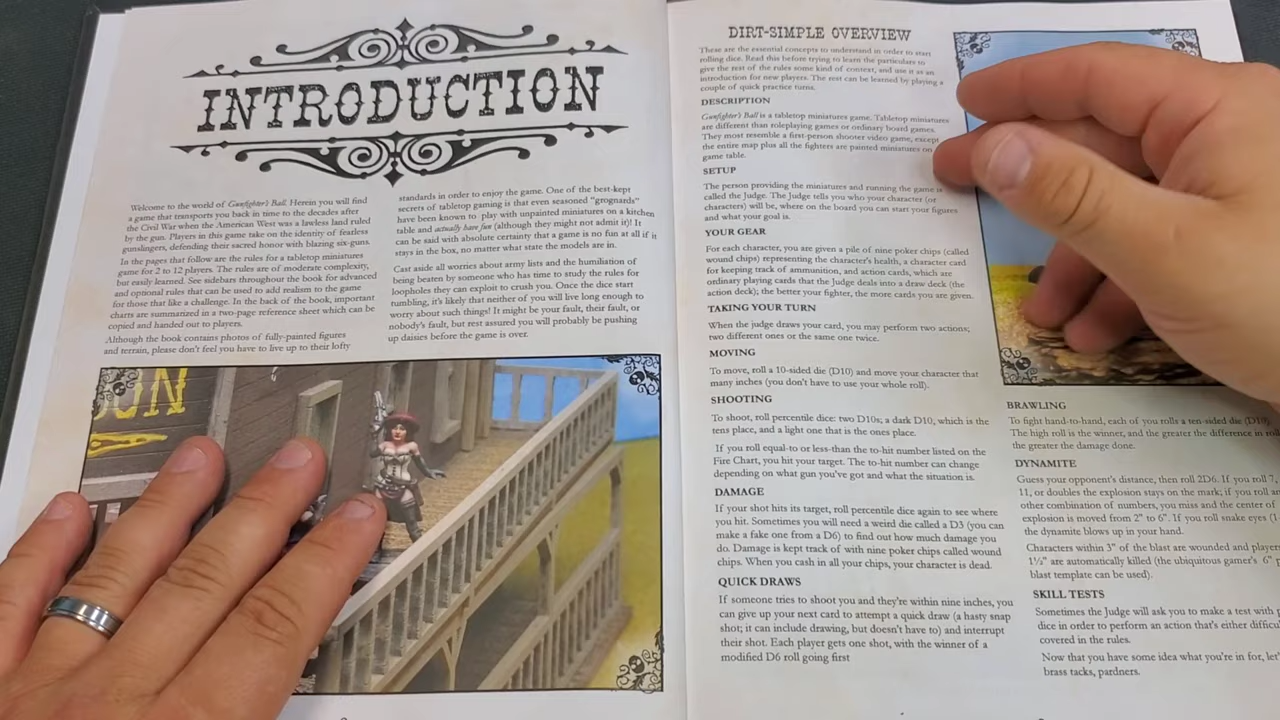 INTRODUCTION
Welcome to the world of Gunfighter's Ball. Herein you will find
a game that transports you back in time to the decades after
the Civil War when the American West was a lawless land ruled
by the gun. Players in this game take on the identity of fearless
gunslingers, defending their sacred honor with blazing six-guns.
In the pages that follow are the rules for a tabletop miniatures
game for 2 to 12 players. The rules are of moderate complexity,
but easily learned. See sidebars throughout the book for advanced
and optional rules that can be used to add realism to the game
for those that like a challenge. In the back of the book, important
charts are summarized in a two-page reference sheet which can be
copied and handed out to players.
Although the book contains photos of fully-painted figures
and terrain, please don't feel you have to live up to their lofty
standards in order to enjoy the game. One of the best-kept
secrets of tabletop gaming is that even seasoned "grognards"
have been known to play with unpainted miniatures on a kitchen
table and actually have fun (although they might not admit it)! It
can be said with absolute certainty that a game is no fun at all if it
stays in the box, no matter what state the models are in.
Cast aside all worries about army lists and the humiliation of
being beaten by someone who has time to study the rules for
loopholes they can exploit to crush you. Once the dice start
tumbling, it's likely that neither of you will live long enough to
worry about such things! It might be your fault, their fault, or
nobody's fault, but rest assured you will probably be pushing
up daisies before the game is over.
OON
DIRT-SIMPLE OVERVIEW
These are the essential concepts to understand in order to start
rolling dice. Read this before trying to learn the particulars to
give the rest of the rules some kind of context, and use it as an
introduction for new players. The rest can be learned by playing a
couple of quick practice turns.
DESCRIPTION
Gunfighter's Ball is a tabletop miniatures game. Tabletop miniatures
are different than roleplaying games or ordinary board games.
They most resemble a first-person shooter video game, except
the entire map plus all the fighters are painted miniatures on
game table.
SETUP
The person providing the miniatures and running the game is
called the Judge. The Judge tells you who your character (or
characters) will be, where on the board you can start your figures
and what your goal is.
YOUR GEAR
For each character, you are given a pile of nine poker chips (called
wound chips) representing the character's health, a character card
for keeping track of ammunition, and action cards, which are
ordinary playing cards that the Judge deals into a draw deck (the
action deck); the better your fighter, the more cards you are given.
TAKING YOUR TURN
When the judge draws your card, you may perform two actions;
two different ones or the same one twice.
MOVING
To move, roll a 10-sided die (D10) and move your character that
many inches (you don't have to use your whole roll).
SHOOTING
To shoot, roll percentile dice: two D10s; a dark D10, which is the
tens place, and a light one that is the ones place.
If you roll equal-to or less-than the to-hit number listed on the
Fire Chart, you hit your target. The to-hit number can change
depending on what gun you've got and what the situation is.
DAMAGE
If your shot hits its target, roll percentile dice again to see where
you hit. Sometimes you will need a weird die called a D3 (you can
make a fake one from a D6) to find out how much damage you
do. Damage is kept track of with nine poker chips called wound
chips. When you cash in all your chips, your character is dead.
QUICK DRAWS
If someone tries to shoot you and they're within nine inches, you
can give up your next card to attempt a quick draw (a hasty snap
shot; it can include drawing, but doesn't have to) and interrupt
their shot. Each player gets one shot, with the winner of a
modified D6 roll going first
BRAWLING
To fight hand-to-hand, each of you rolls a ten-sided die (D10).
The high roll is the winner, and the greater the difference in roll
the greater the damage done.
DYNAMITE
Guess your opponent's distance, then roll 2D6. If you roll 7,
11, or doubles the explosion stays on the mark; if you roll an
other combination of numbers, you miss and the center of
explosion is moved from 2" to 6". If you roll snake eyes (1
the dynamite blows up in your hand.
Characters within 3" of the blast are wounded and player
1½" are automatically killed (the ubiquitous gamer's 6" p
blast template can be used).
SKILL TESTS
Sometimes the Judge will ask you to make a test with p
dice in order to perform an action that's either difficul
covered in the rules.
Now that you have some idea what you're in for, let'
brass tacks, pardners.